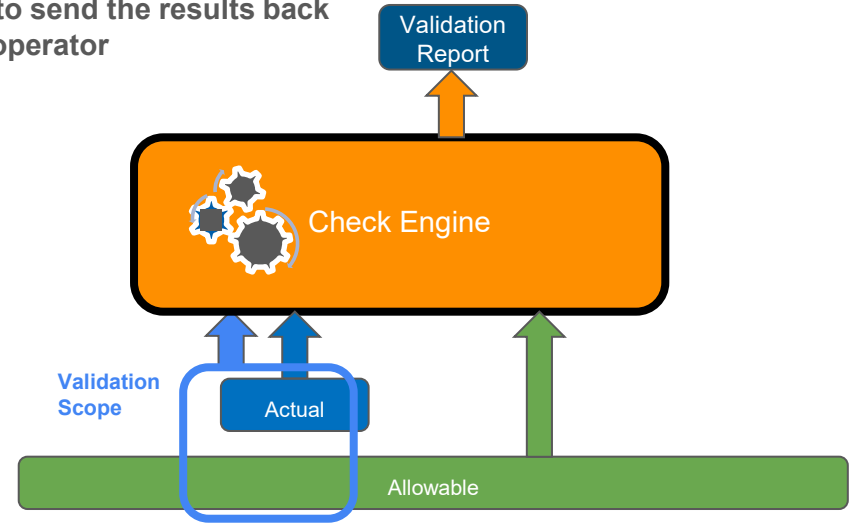 to send the results back
operator
Validation
Report
Check Engine
Validation
Scope
Actual
Allowable